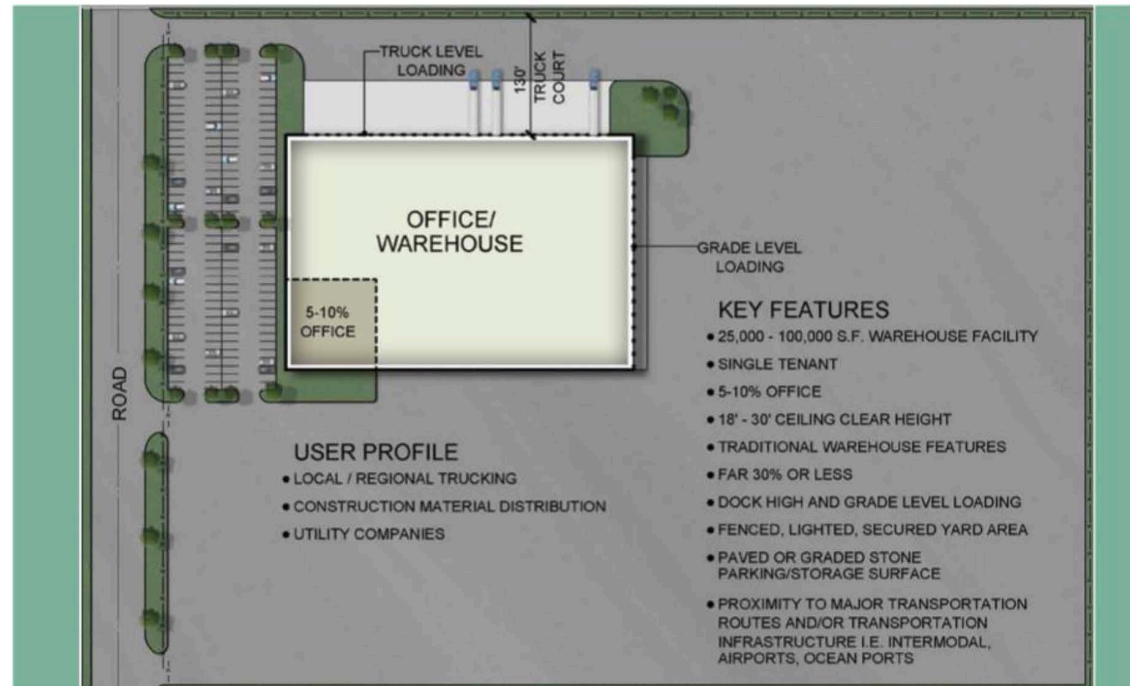 TRUCK LEVEL
LOADING
130'
TRUCK
COURT
OFFICE/
WAREHOUSE
GRADE LEVEL
LOADING
5-10%
OFFICE
ROAD
USER PROFILE
• LOCAL / REGIONAL TRUCKING
• CONSTRUCTION MATERIAL DISTRIBUTION
• UTILITY COMPANIES
KEY FEATURES
• 25,000 - 100,000 S.F. WAREHOUSE FACILITY
• SINGLE TENANT
• 5-10% OFFICE
• 18' - 30' CEILING CLEAR HEIGHT
• TRADITIONAL WAREHOUSE FEATURES
• FAR 30% OR LESS
• DOCK HIGH AND GRADE LEVEL LOADING
• FENCED, LIGHTED, SECURED YARD AREA
• PAVED OR GRADED STONE
PARKING/STORAGE SURFACE
• PROXIMITY TO MAJOR TRANSPORTATION
ROUTES AND/OR TRANSPORTATION
INFRASTRUCTURE I.E. INTERMODAL,
AIRPORTS, OCEAN PORTS